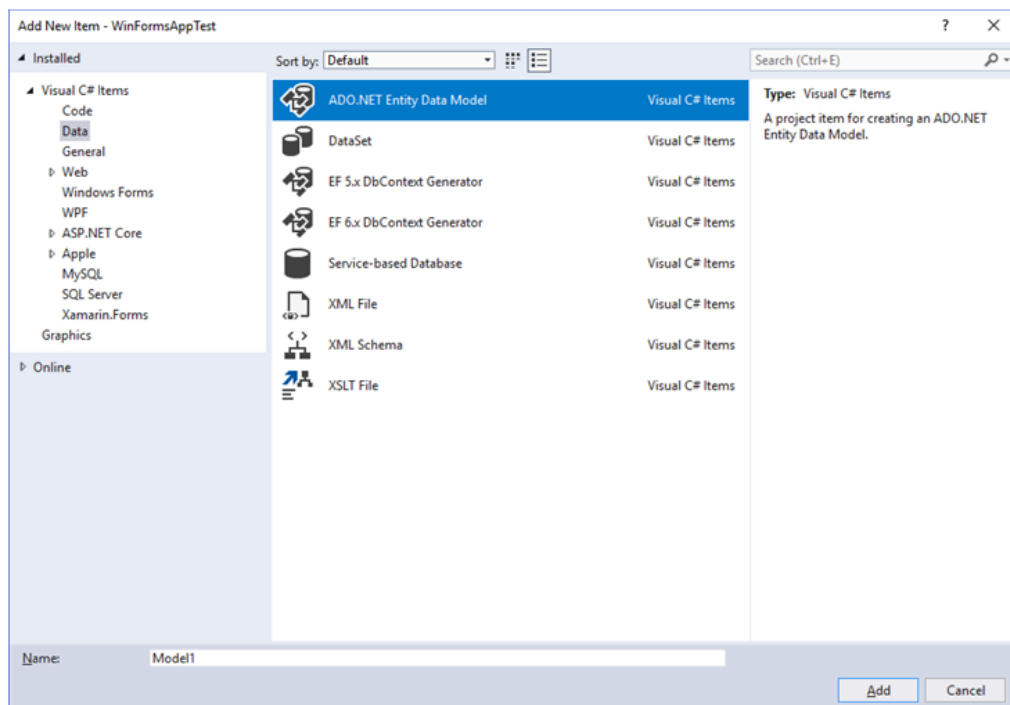 Add New Item - WinFormsAppTest
?
Installed
Sort by: Default
Search (Ctrl+E)
Visual C# Items
Code
Data
General
Web
Windows Forms
WPF
ASP.NET Core
Apple
MySQL
SQL Server
Xamarin.Forms
Graphics
Online
ADO.NET Entity Data Model Visual C# Items
DataSet Visual C# Items
EF 5.x DbContext Generator Visual C# Items
EF 6.x DbContext Generator Visual C# Items
Service-based Database Visual C# Items
XML File Visual C# Items
XML Schema Visual C# Items
XSLT File Visual C# Items
Type: Visual C# Items
A project item for creating an ADO.NET
Entity Data Model.
Name: Model1
Add Cancel